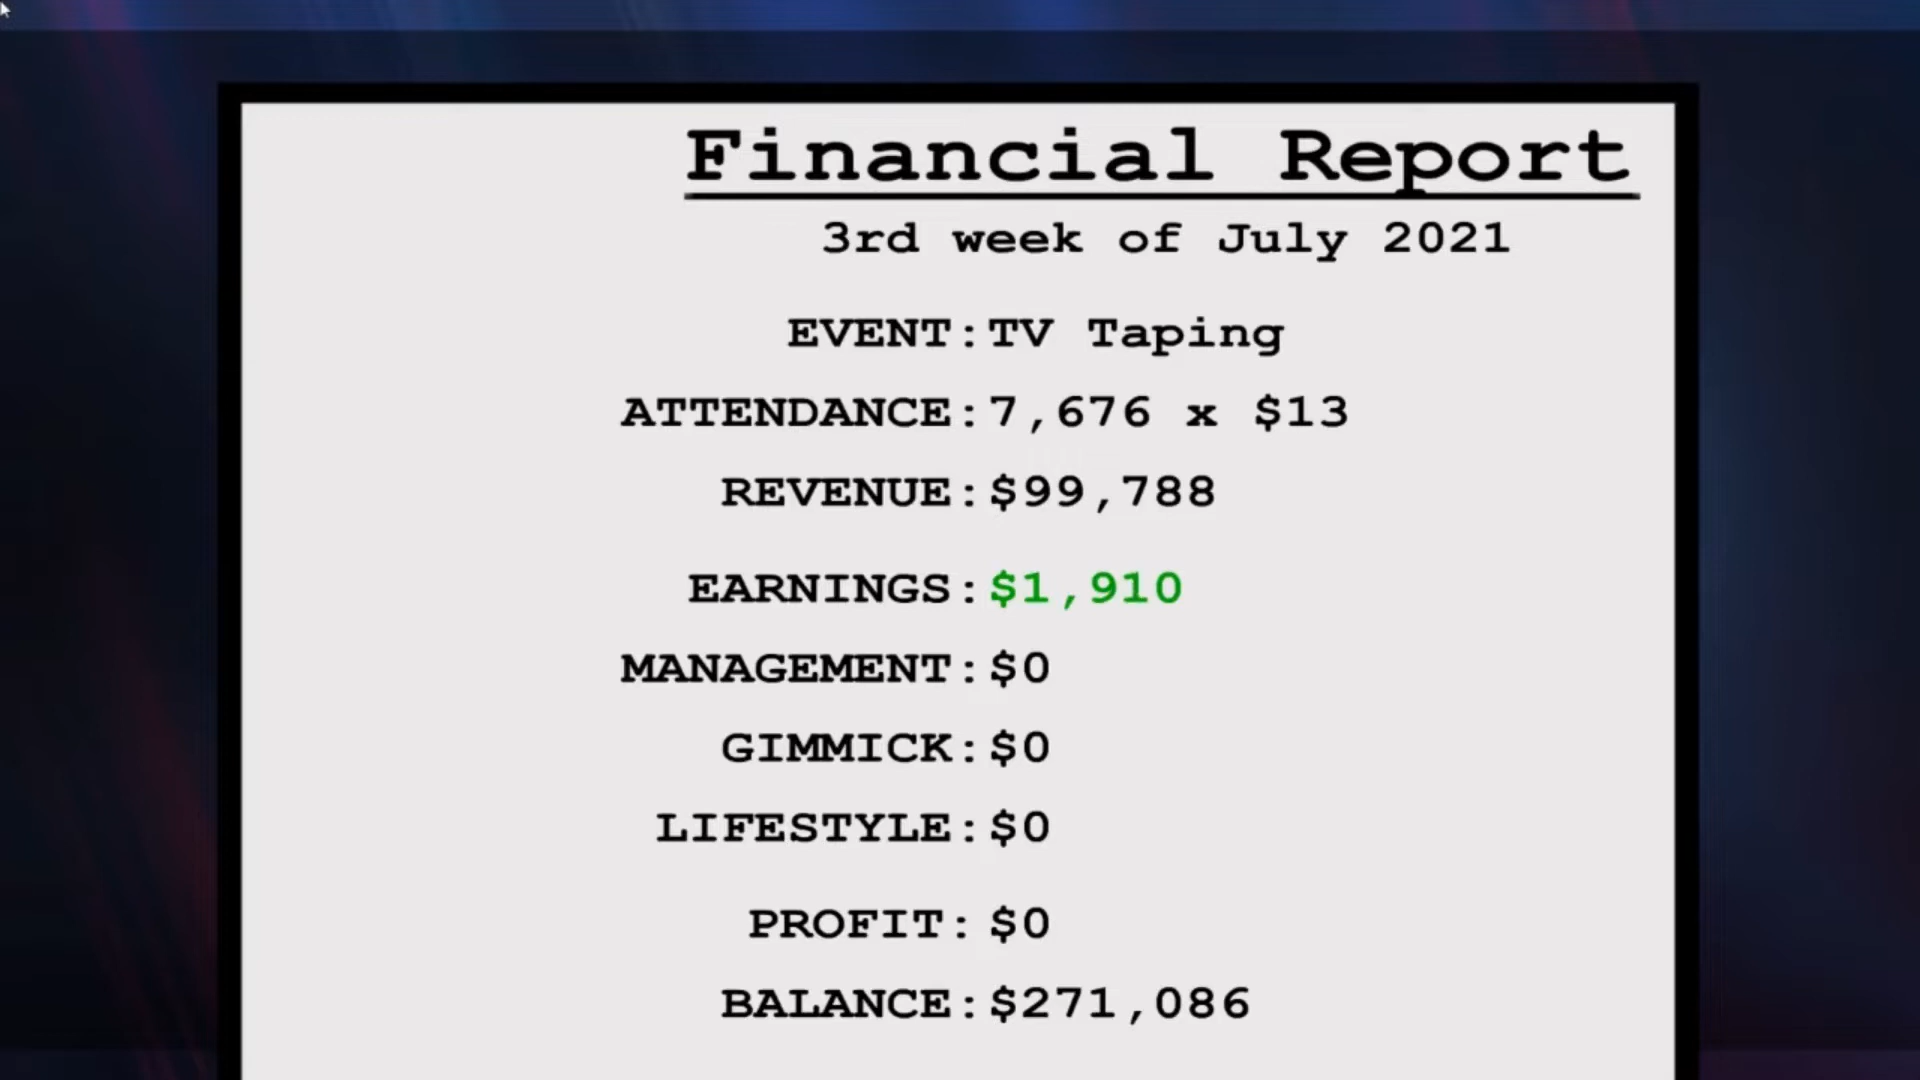 Financial Report
3rd week of July 2021
EVENT: TV Taping
ATTENDANCE: 7,676 x $13
REVENUE: $99,788
EARNINGS: $1,910
MANAGEMENT: $0
GIMMICK: $0
LIFESTYLE: $0
PROFIT: $0
BALANCE: $271,086